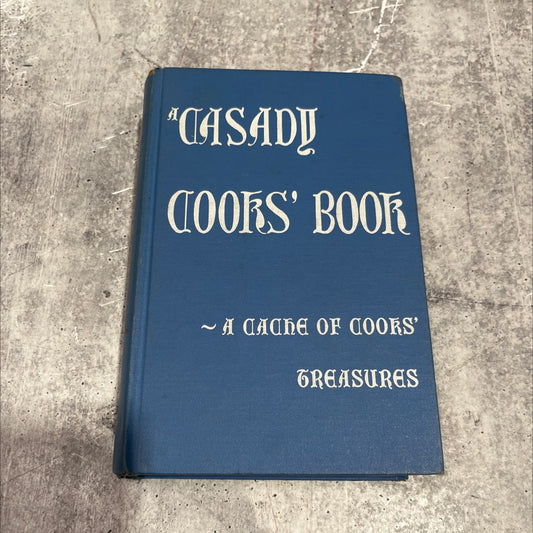 A CASADY
COOKS' BOOK
~ A CACHE OF COOKS'
TREASURES